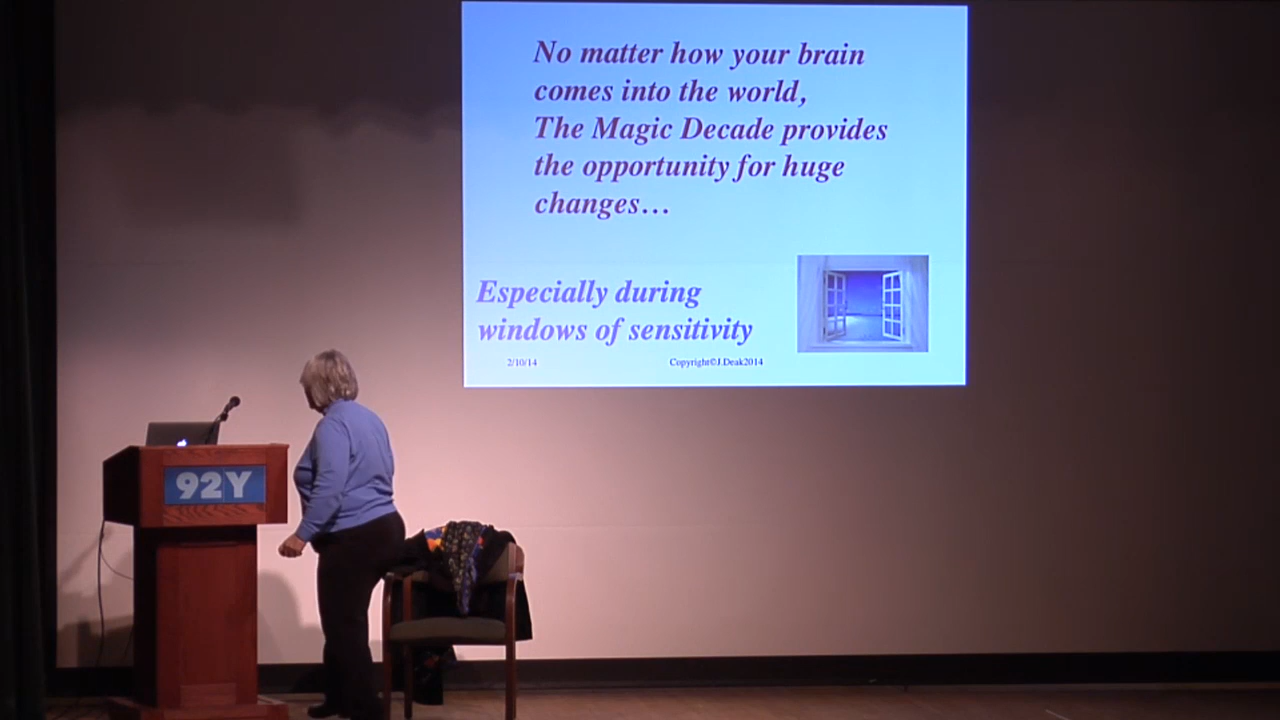 No matter how your brain
comes into the world,
The Magic Decade provides
the opportunity for huge
changes…
Especially during
windows of sensitivity
2/10/14
Copyright©J.Deak2014
92Y